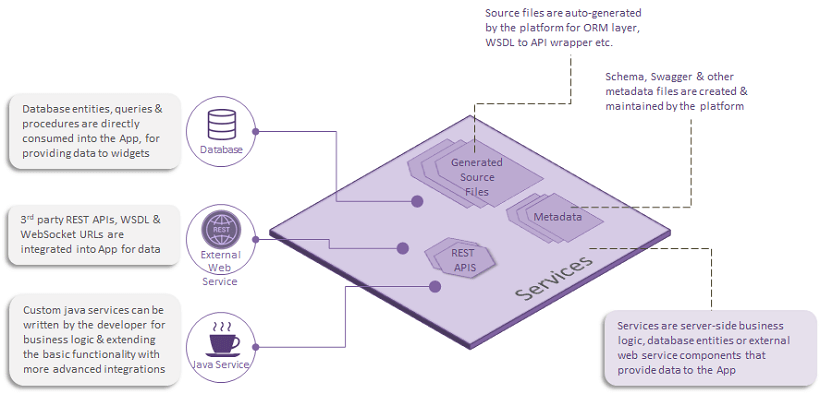 Source files are auto-generated
by the platform for ORM layer,
WSDL to API wrapper etc.
Schema, Swagger & other
metadata files are created &
maintained by the platform
Database entities, queries &
procedures are directly
consumed into the App, for
providing data to widgets
Database
Generated
Source
Files
Metadata
3rd party REST APIs, WSDL &
WebSocket URLs are
integrated into App for data
REST
External
Web
Service
REST
APIS
Services
Custom java services can be
written by the developer for
business logic & extending
the basic functionality with
more advanced integrations
Java Service
Services are server-side business
logic, database entities or external
web service components that
provide data to the App